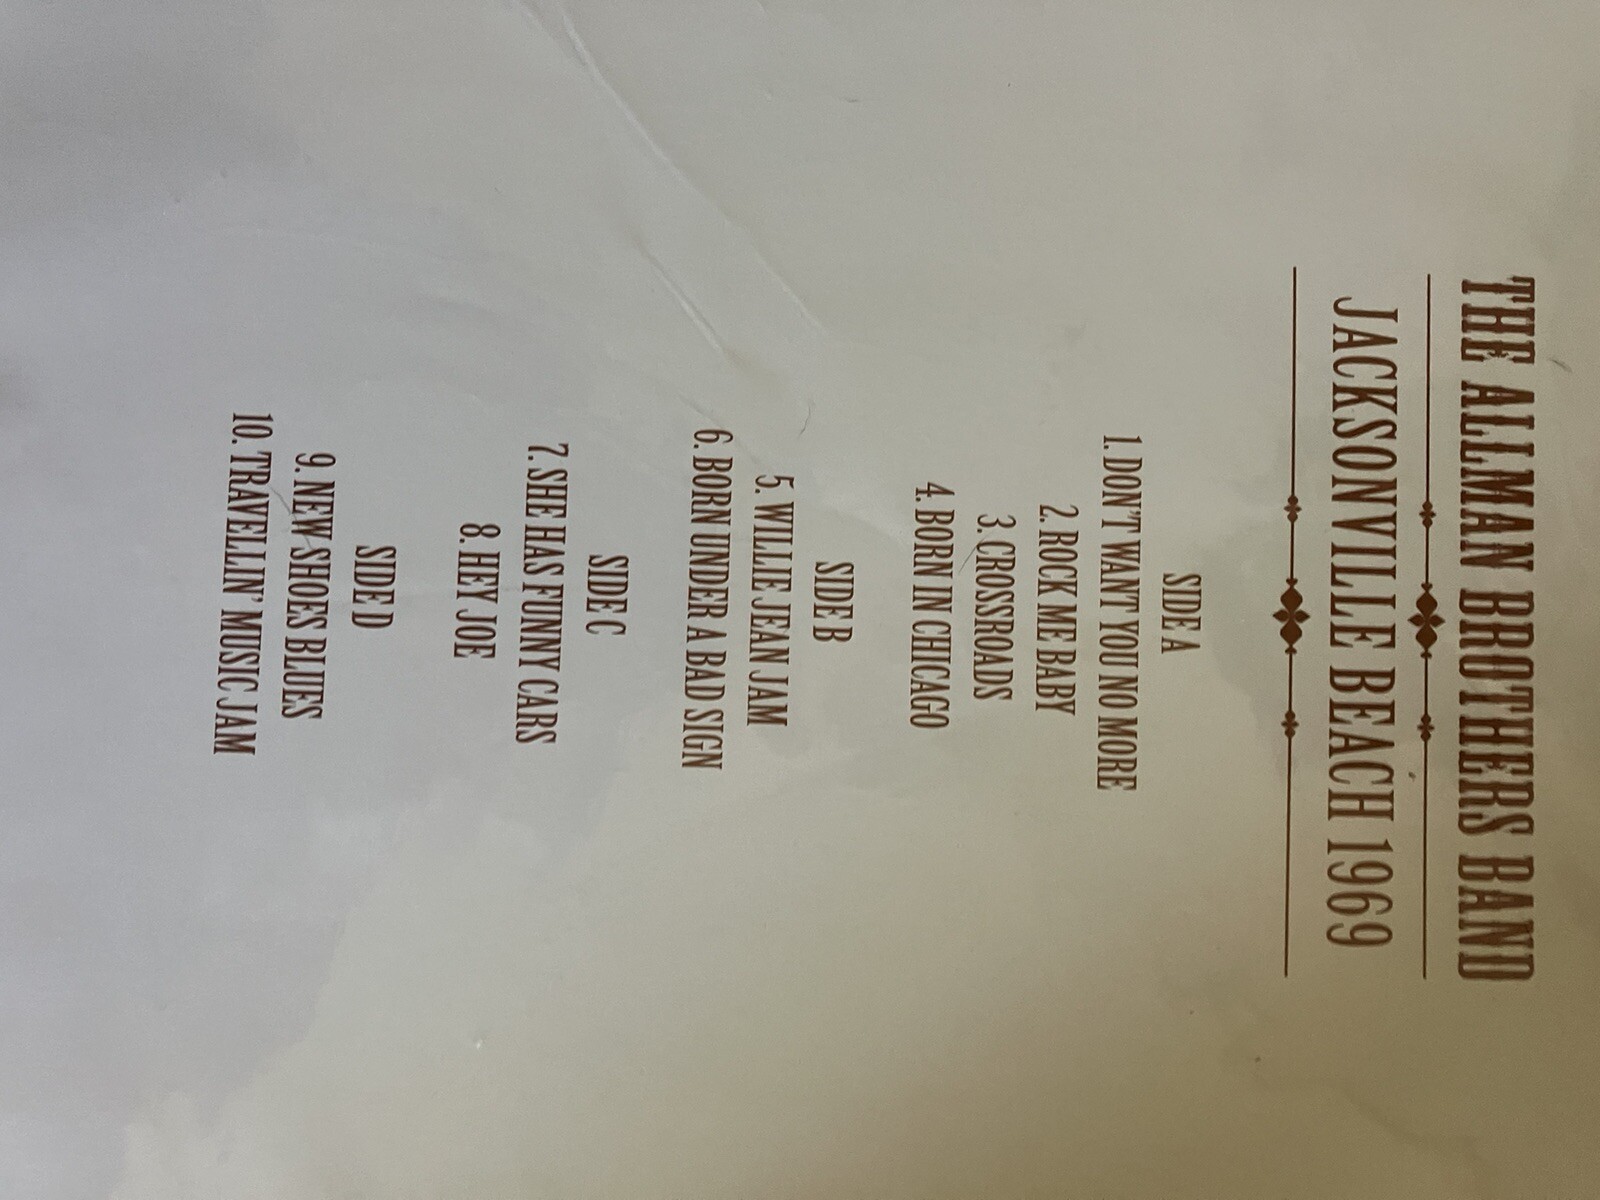 THE ALLMAN BROTHERS BAND
JACKSONVILLE BEACH 1969
SIDE A
1. DON'T WANT YOU NO MORE
2. ROCK ME BABY
3. CROSSROADS
4. BORN IN CHICAGO
SIDE B
5. WILLIE JEAN JAM
6. BORN UNDER A BAD SIGN
SIDE C
7. SHE HAS FUNNY CARS
8. HEY JOE
SIDE D
9. NEW SHOES BLUES
10. TRAVELLIN' MUSIC JAM